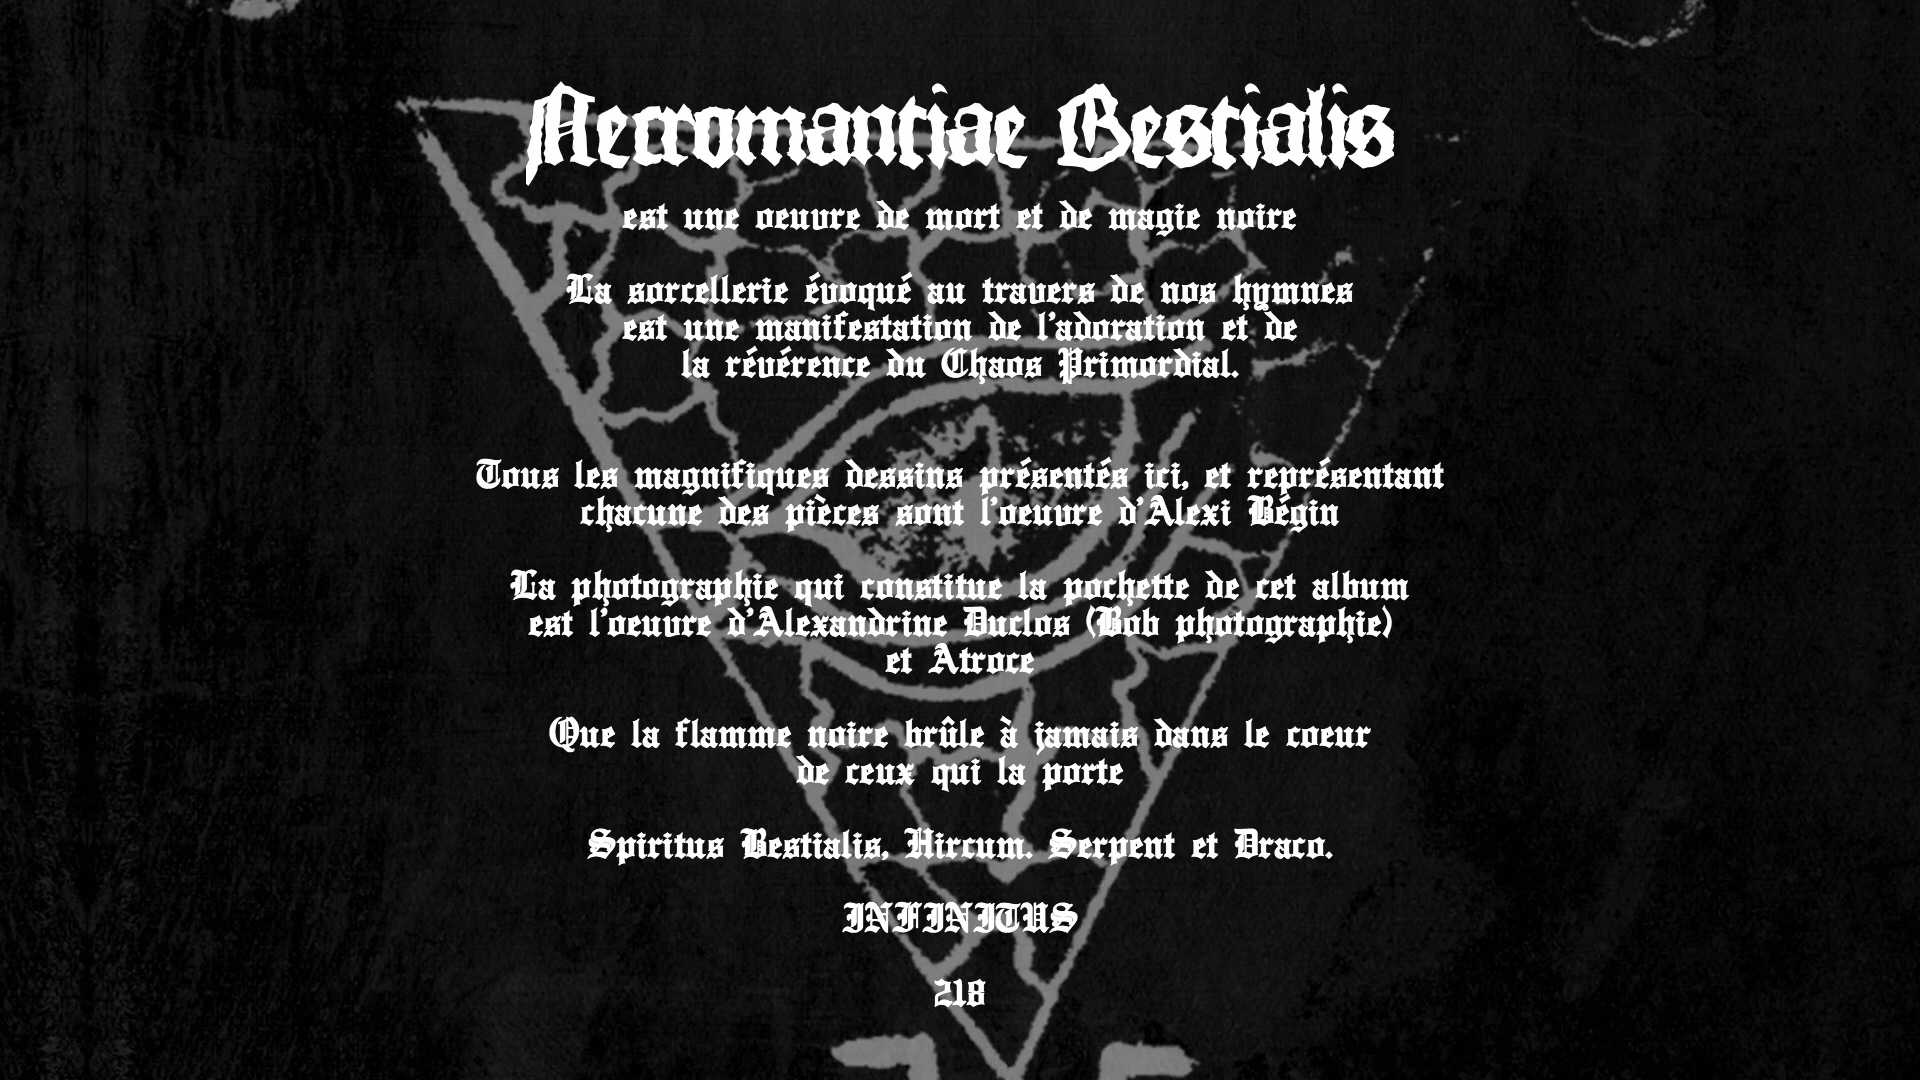 Necromantiae Bestialis
est une oeuvre de mort et de magie noire
La sorcellerie évoqué au travers de nos hymnes
est une manifestation de l'adoration et de
la révérence du Chaos Primordial.
Tous les magnifiques dessins présentés ici, et représentant
chacune des pièces sont l'oeuvre d'Alexi Bégin
La photographie qui constitue la pochette de cet album
est l'oeuvre d'Alexandrine Duclos (Bob photographie)
et Atroce
Que la flamme noire brûle à jamais dans le coeur
de ceux qui la porte
Spiritus Bestialis, Hircum. Serpent et Draco.
INFINITUS
218